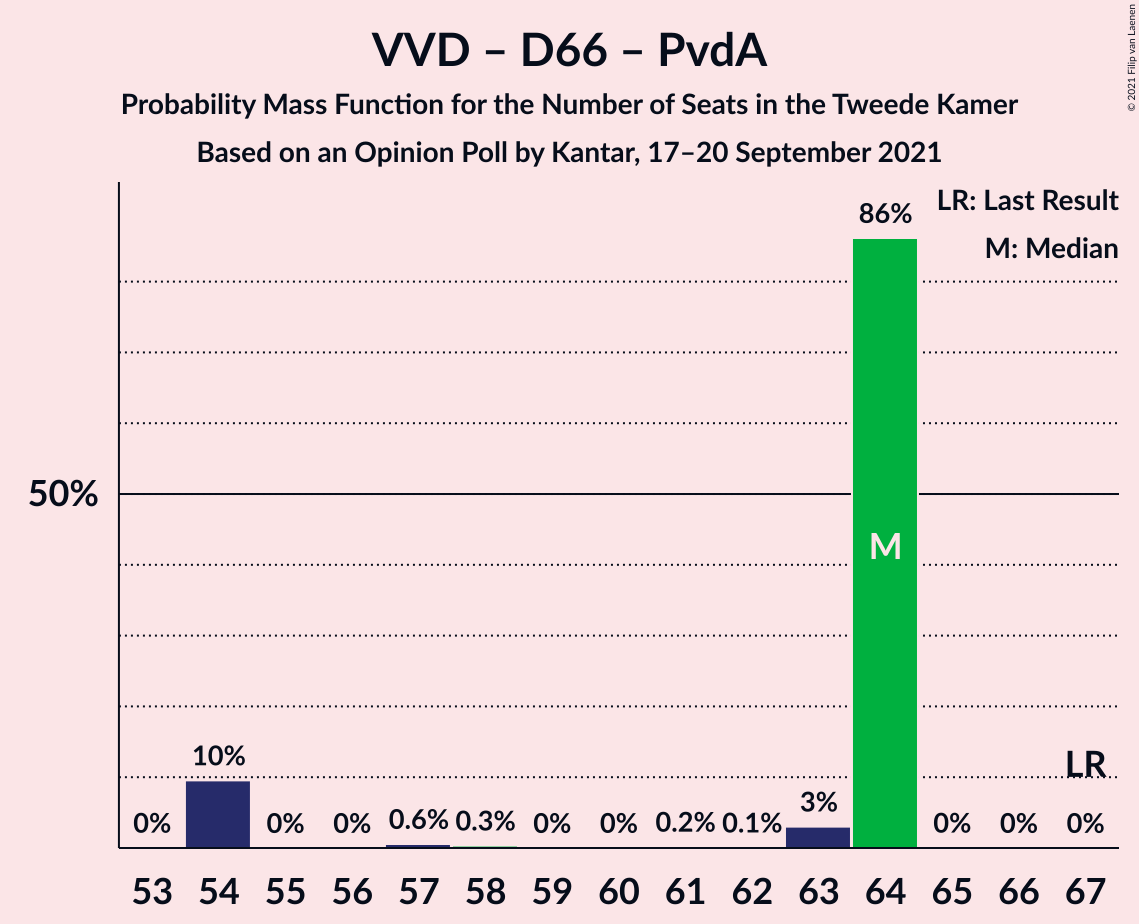 VVD – D66 – PvdA
Probability Mass Function for the Number of Seats in the Tweede Kamer
Based on an Opinion Poll by Kantar, 17–20 September 2021
© 2021 Filip van Laenen
LR: Last Result
M: Median
86%
50%
M
LR
10%
3%
0%
0%
0%
0.6%
0.3%
0%
0%
0.2%
0.1%
0%
0%
0%
53 54 55 56 57 58 59 60 61 62 63 64 65 66 67